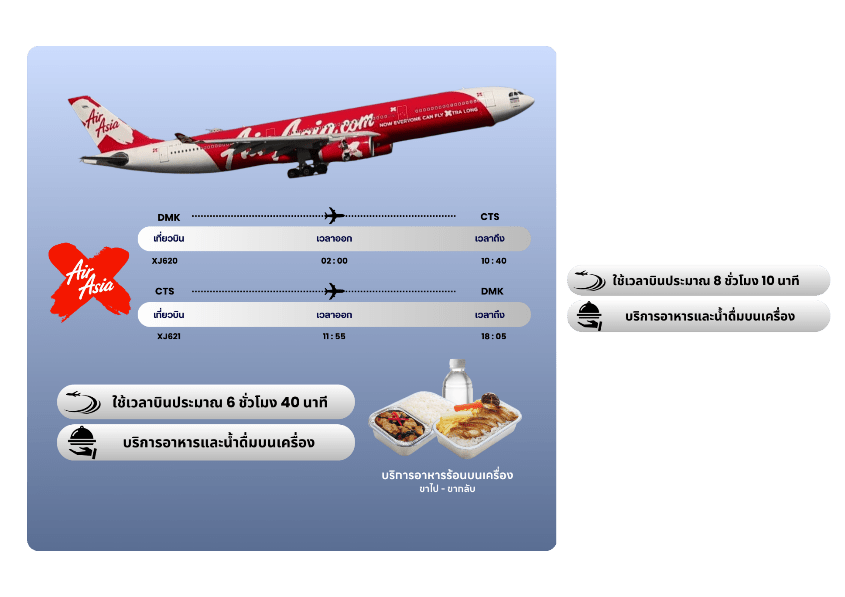 Air Asia
AirAsia.com
NOW EVERYONE CAN FLY XTRA LONG
DMK CTS
เที่ยวบิน เวลาออก เวลาถึง
XJ620 02 : 00 10 : 40
Air Asia
CTS DMK
เที่ยวบิน เวลาออก เวลาถึง
XJ621 11 : 55 18 : 05
ใช้เวลาบินประมาณ 6 ชั่วโมง 40 นาที
บริการอาหารและน้ำดื่มบนเครื่อง
บริการอาหารร้อนบนเครื่อง
ขาไป - ขากลับ
ใช้เวลาบินประมาณ 8 ชั่วโมง 10 นาที
บริการอาหารและน้ำดื่มบนเครื่อง